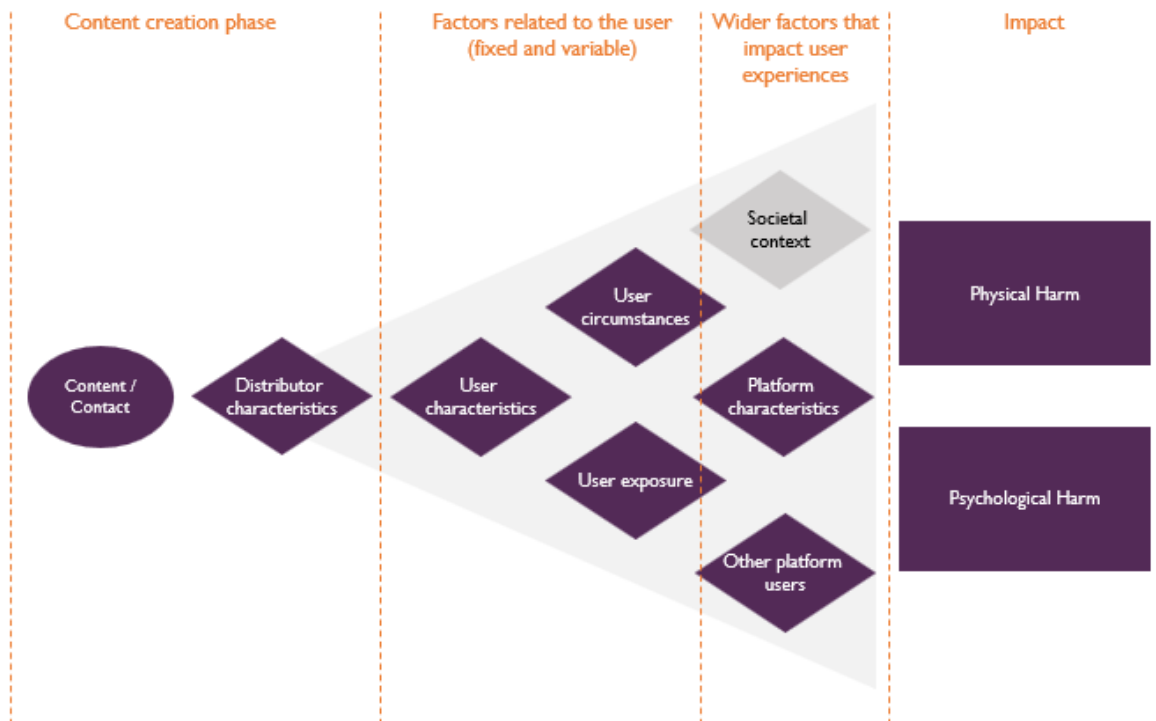 Content creation phase
Factors related to the user
(fixed and variable)
Wider factors that
impact user
experiences
Impact
Societal
context
User
circumstances
Physical Harm
Content /
Contact
Distributor
characteristics
User
characteristics
Platform
characteristics
User exposure
Psychological Harm
Other platform
users